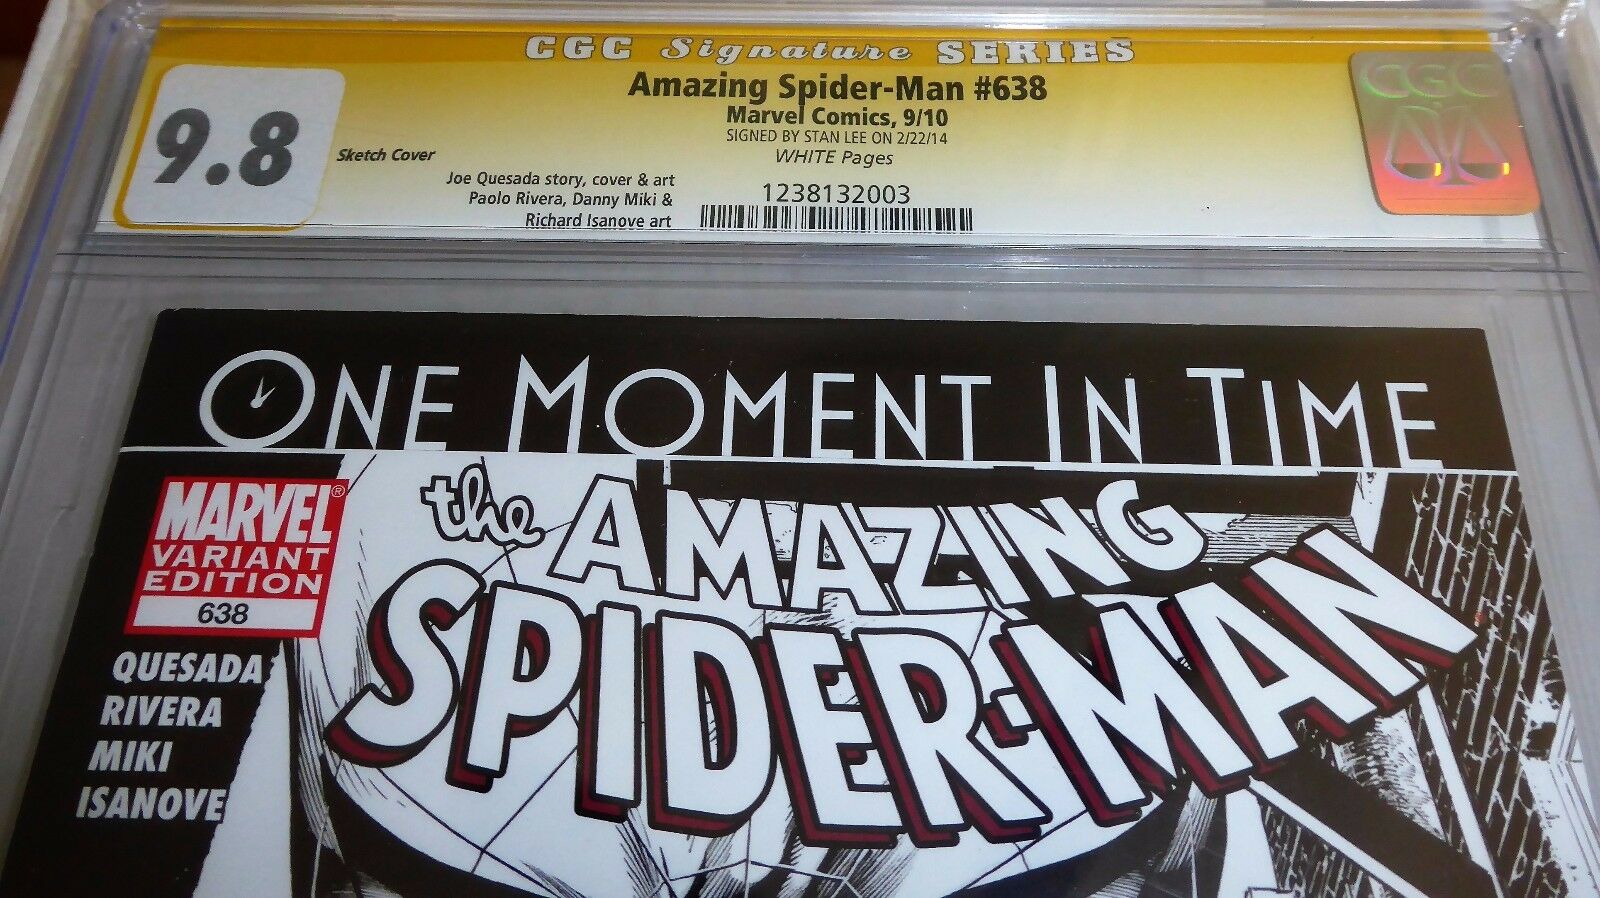 CGC Signature SERIES
Amazing Spider-Man #638
Marvel Comics, 9/10
SIGNED BY STAN LEE ON 2/22/14
WHITE Pages
9.8
Sketch Cover
Joe Quesada story, cover & art
Paolo Rivera, Danny Miki &
Richard Isanove art
1238132003
CGC
ONE MOMENT IN TIME
MARVEL®
VARIANT
EDITION
638
the AMAZING
SPIDER-MAN
QUESADA
RIVERA
MIKI
ISANOVE